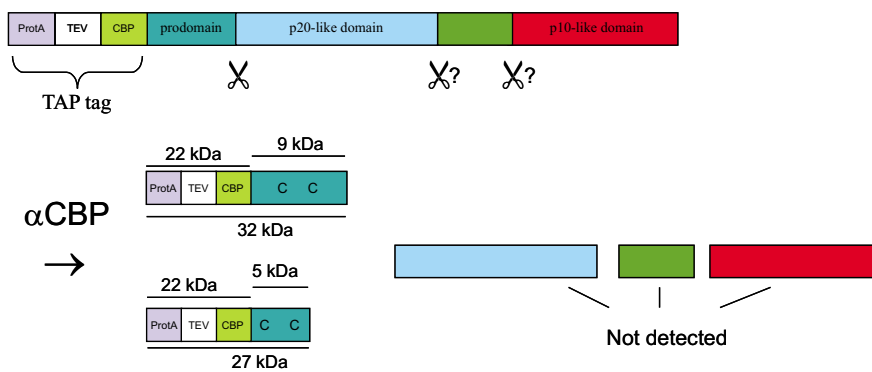 ProtA TEV CBP prodomain p20-like domain p10-like domain
? ?
TAP tag
9 kDa
22 kDa
ProtA TEV CBP C C
32 kDa
αCBP
→
5 kDa
22 kDa
ProtA TEV CBP C C
27 kDa
Not detected